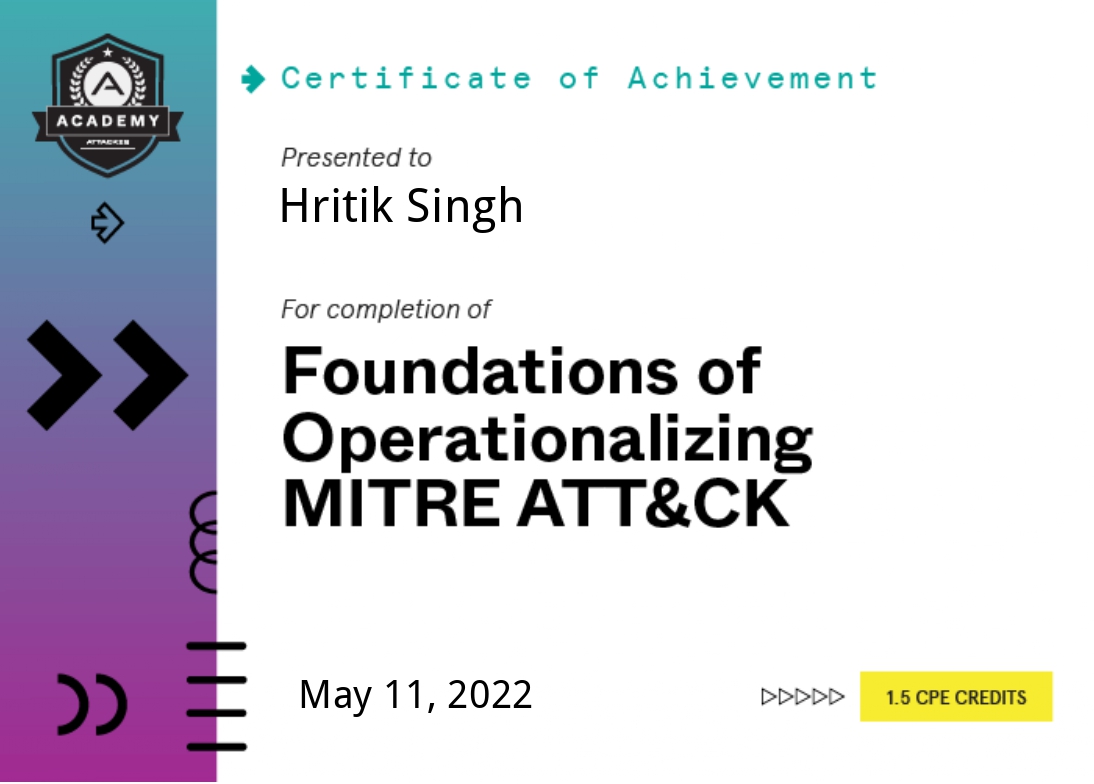 ACADEMY
ATTACKIQ
Certificate of Achievement
Presented to
Hritik Singh
For completion of
Foundations of
Operationalizing
MITRE ATT&CK
May 11, 2022
1.5 CPE CREDITS